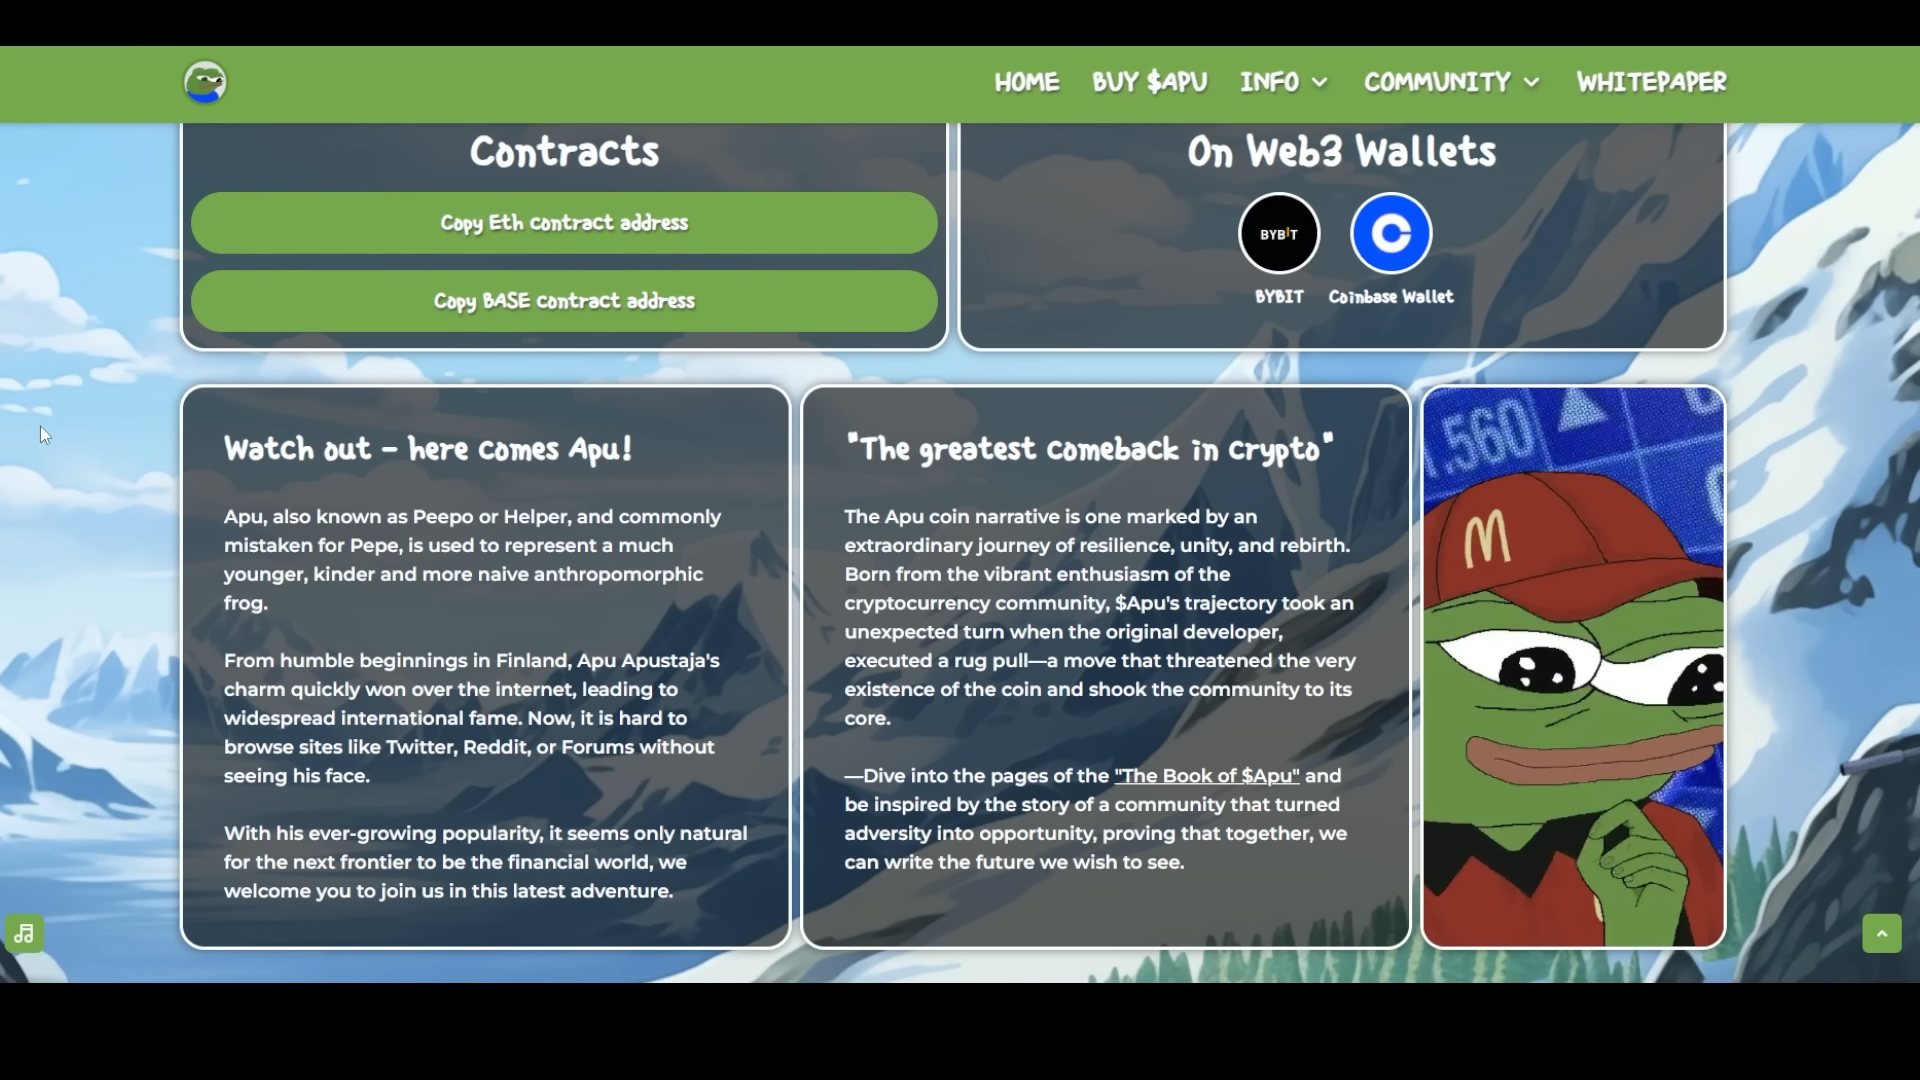 HOME BUY $APU INFO COMMUNITY WHITEPAPER
Contracts
Copy Eth contract address
Copy BASE contract address
On Web3 Wallets
BYBIT
BYBIT Coinbase Wallet
Watch out - here comes Apu!
Apu, also known as Peepo or Helper, and commonly
mistaken for Pepe, is used to represent a much
younger, kinder and more naive anthropomorphic
frog.
From humble beginnings in Finland, Apu Apustaja's
charm quickly won over the internet, leading to
widespread international fame. Now, it is hard to
browse sites like Twitter, Reddit, or Forums without
seeing his face.
With his ever-growing popularity, it seems only natural
for the next frontier to be the financial world, we
welcome you to join us in this latest adventure.
"The greatest comeback in crypto"
The Apu coin narrative is one marked by an
extraordinary journey of resilience, unity, and rebirth.
Born from the vibrant enthusiasm of the
cryptocurrency community, $Apu's trajectory took an
unexpected turn when the original developer,
executed a rug pull—a move that threatened the very
existence of the coin and shook the community to its
core.
—Dive into the pages of the "The Book of $Apu" and
be inspired by the story of a community that turned
adversity into opportunity, proving that together, we
can write the future we wish to see.
.560
M